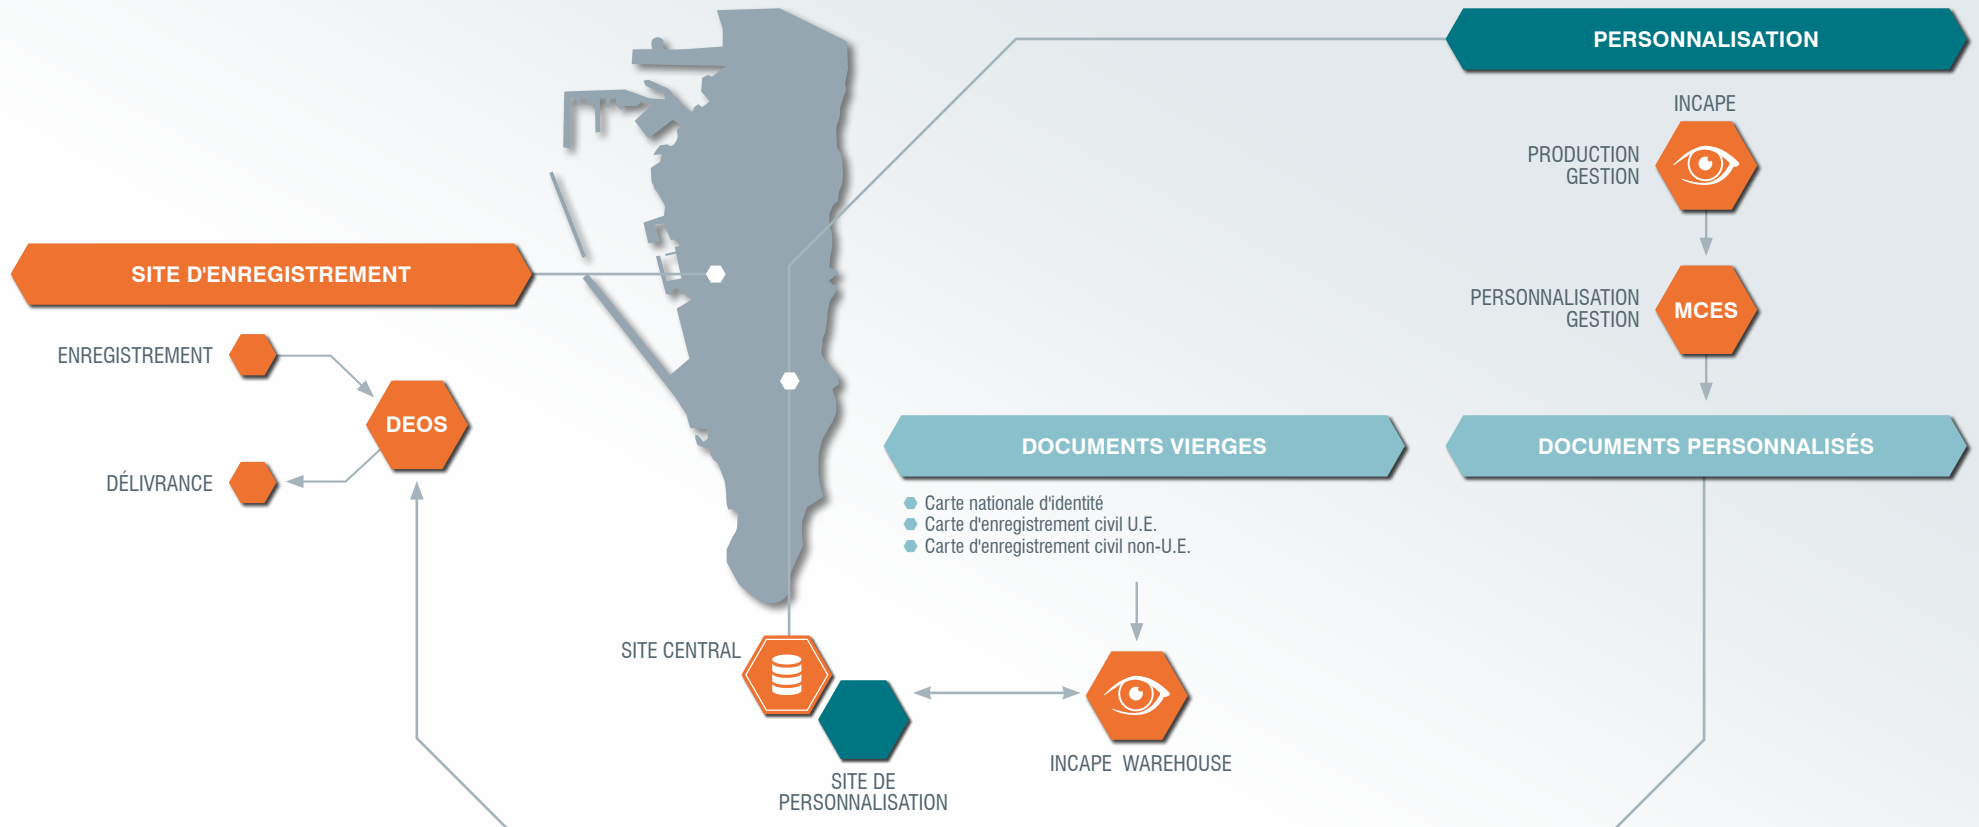 PERSONNALISATION
INCAPE
PRODUCTION
GESTION
SITE D'ENREGISTREMENT
PERSONNALISATION
GESTION
MCES
ENREGISTREMENT
DEOS
DÉLIVRANCE
DOCUMENTS VIERGES
DOCUMENTS PERSONNALISÉS
Carte nationale d'identité
Carte d'enregistrement civil U.E.
Carte d'enregistrement civil non-U.E.
SITE CENTRAL
INCAPE WAREHOUSE
SITE DE
PERSONNALISATION